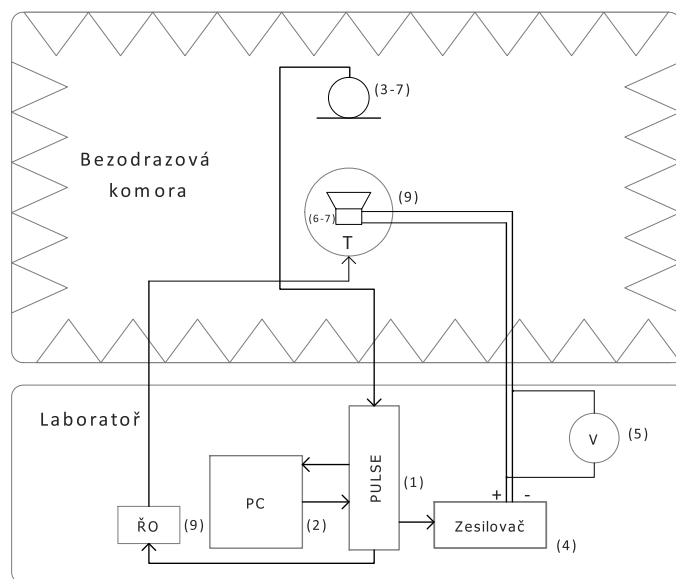 (3-7)
Bezodrazová
komora
(9)
(6-7)
T
Laboratoř
V
(5)
PULSE
(1)
PC
(2)
+ -
ŘO
(9)
Zesilovač
(4)